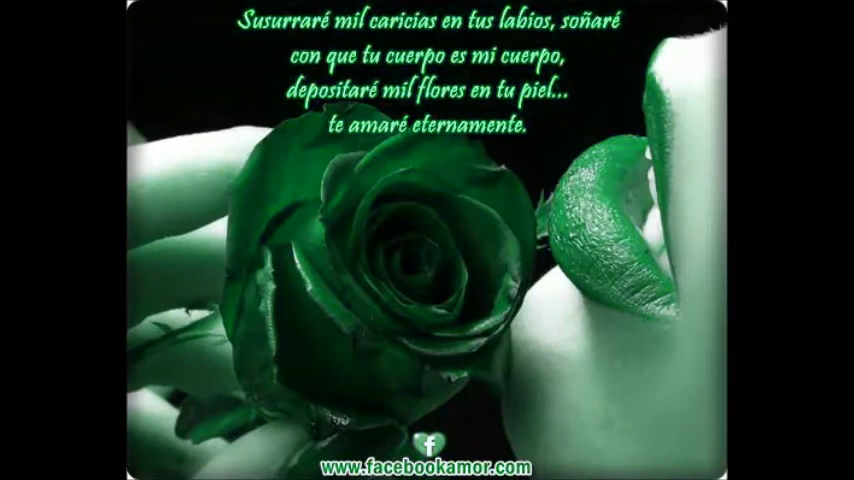 Susurraré mil caricias en tus labios, soñaré
con que tu cuerpo es mi cuerpo,
depositaré mil flores en tu piel...
te amaré eternamente.
f
www.facebookamor.com